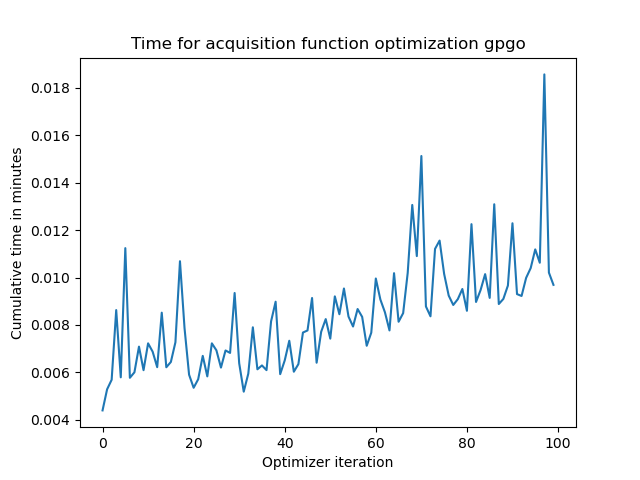 Time for acquisition function optimization gpgo
0.018
0.016
0.014
0.012
0.010
0.008
0.006
0.004
Cumulative time in minutes
0 20 40 60 80 100
Optimizer iteration